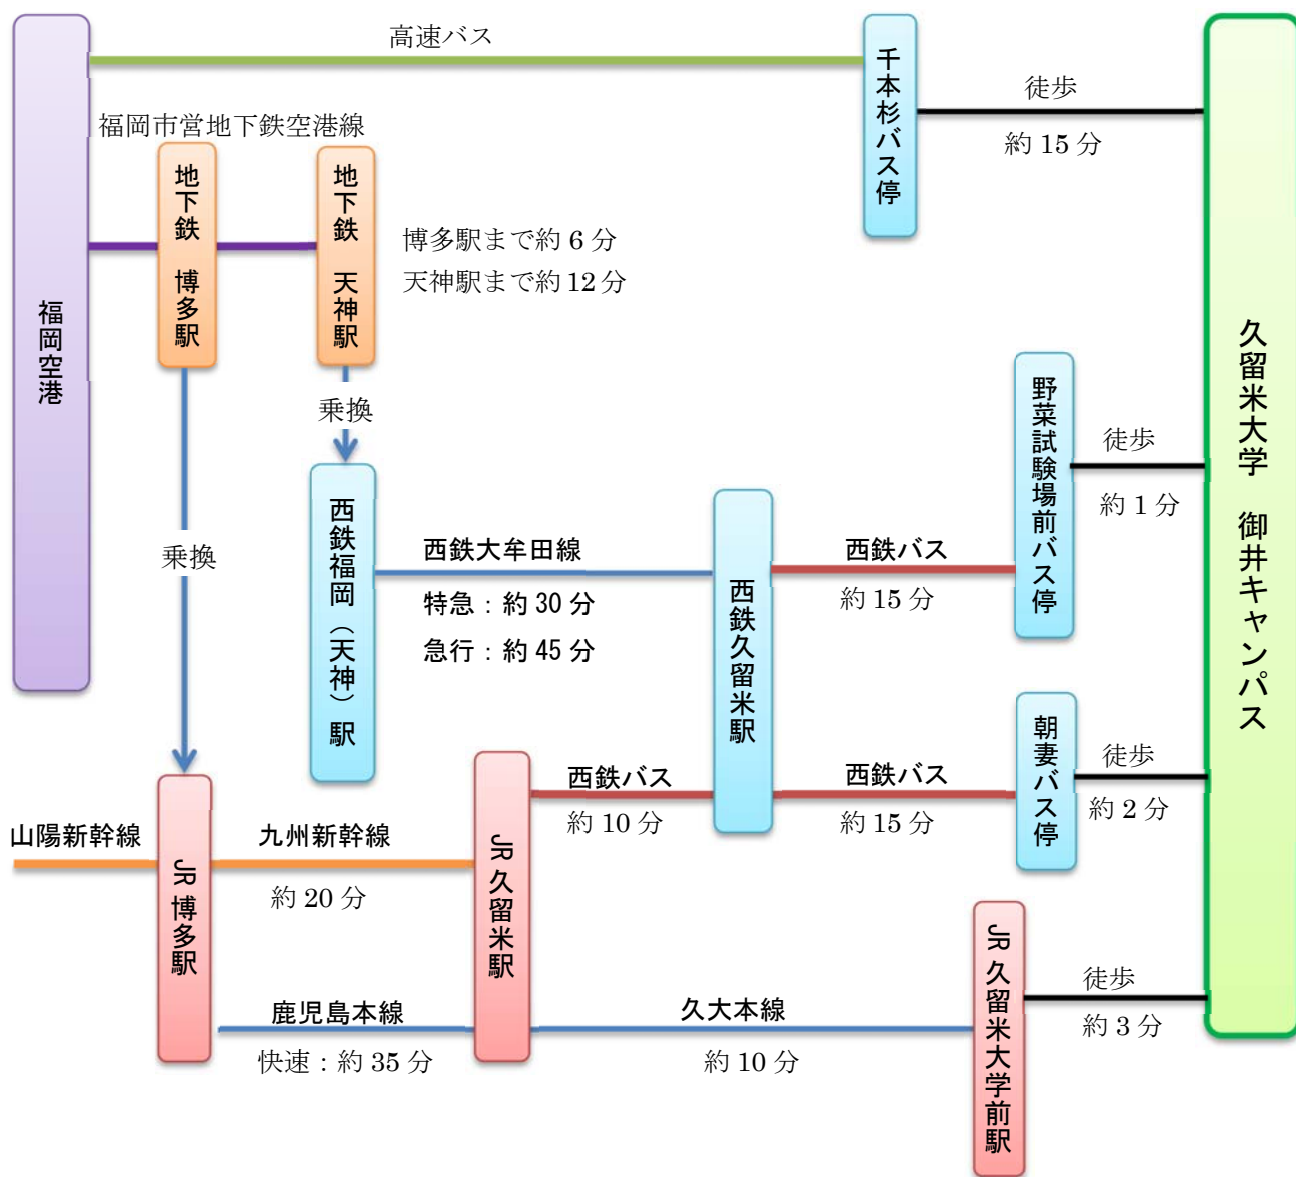 高速バス
千本杉バス停
徒歩
約 15 分
福岡市営地下鉄空港線
地下鉄 博多駅
地下鉄 天神駅
博多駅まで約 6 分
天神駅まで約 12 分
福岡空港
久留米大学 御井キャンパス
乗換
乗換
野菜試験場前バス停
徒歩
約 1 分
西鉄福岡（天神）駅
西鉄大牟田線
特急：約 30 分
急行：約 45 分
西鉄久留米駅
西鉄バス
約 15 分
朝妻バス停
徒歩
約 2 分
西鉄バス
約 10 分
西鉄バス
約 15 分
山陽新幹線
JR 博多駅
九州新幹線
約 20 分
JR 久留米駅
鹿児島本線
快速：約 35 分
久大本線
約 10 分
JR 久留米大学前駅
徒歩
約 3 分